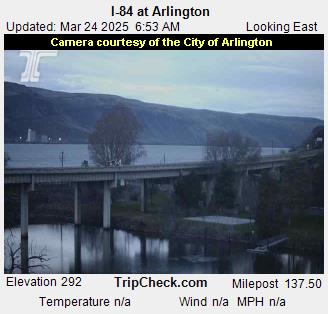 I-84 at Arlington
Updated: Mar 24 2025 6:53 AM Looking East
Camera courtesy of the City of Arlington
Elevation 292 TripCheck.com Milepost 137.50
Temperature n/a Wind n/a MPH n/a